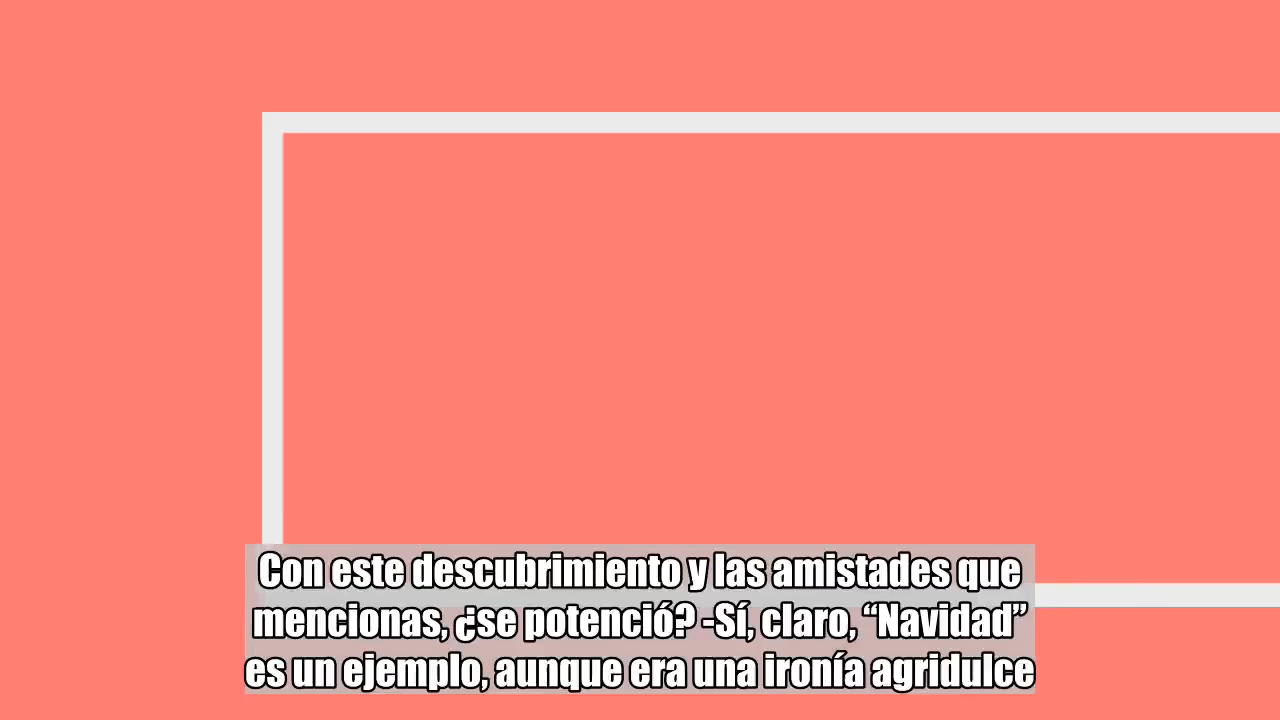 Con este descubrimiento y las amistades que
mencionas, ¿se potenció? -Sí, claro, “Navidad”
es un ejemplo, aunque era una ironía agridulce